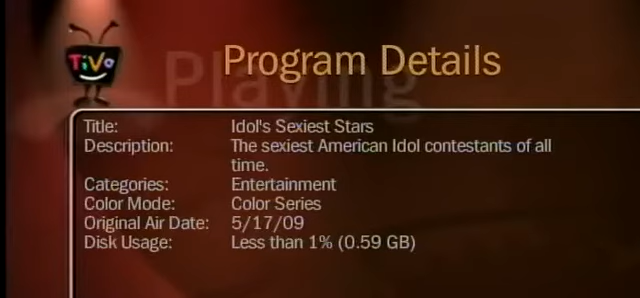 TiVo
Playing
Program Details
Title: Idol's Sexiest Stars
Description: The sexiest American Idol contestants of all
time.
Categories: Entertainment
Color Mode: Color Series
Original Air Date: 5/17/09
Disk Usage: Less than 1% (0.59 GB)